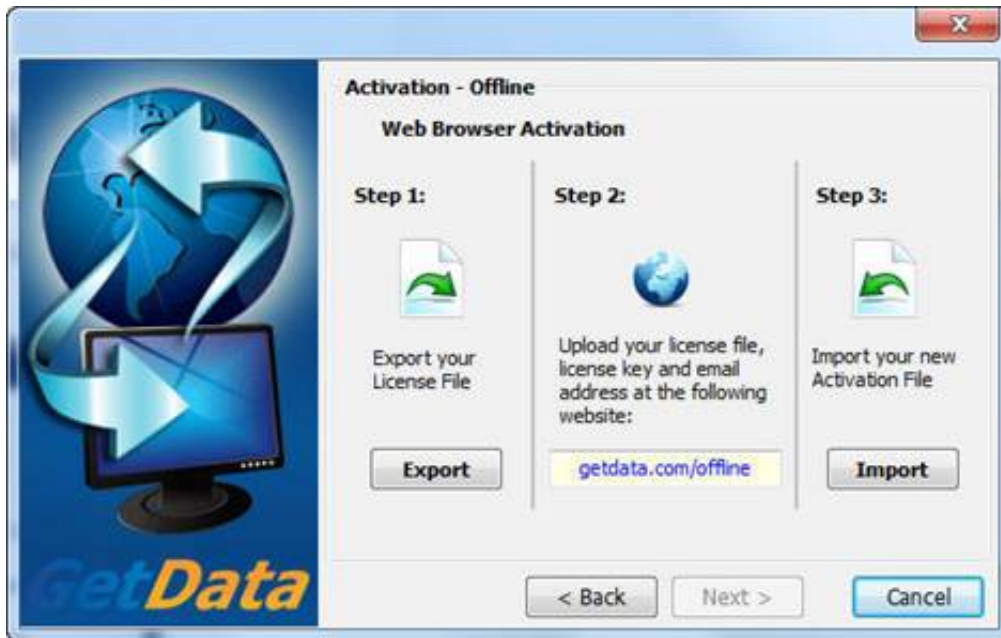 Activation - Offline
Web Browser Activation
Step 1:
Export your
License File
Export
Step 2:
Upload your license file,
license key and email
address at the following
website:
getdata.com/offline
Step 3:
Import your new
Activation File
Import
GetData
< Back
Next >
Cancel